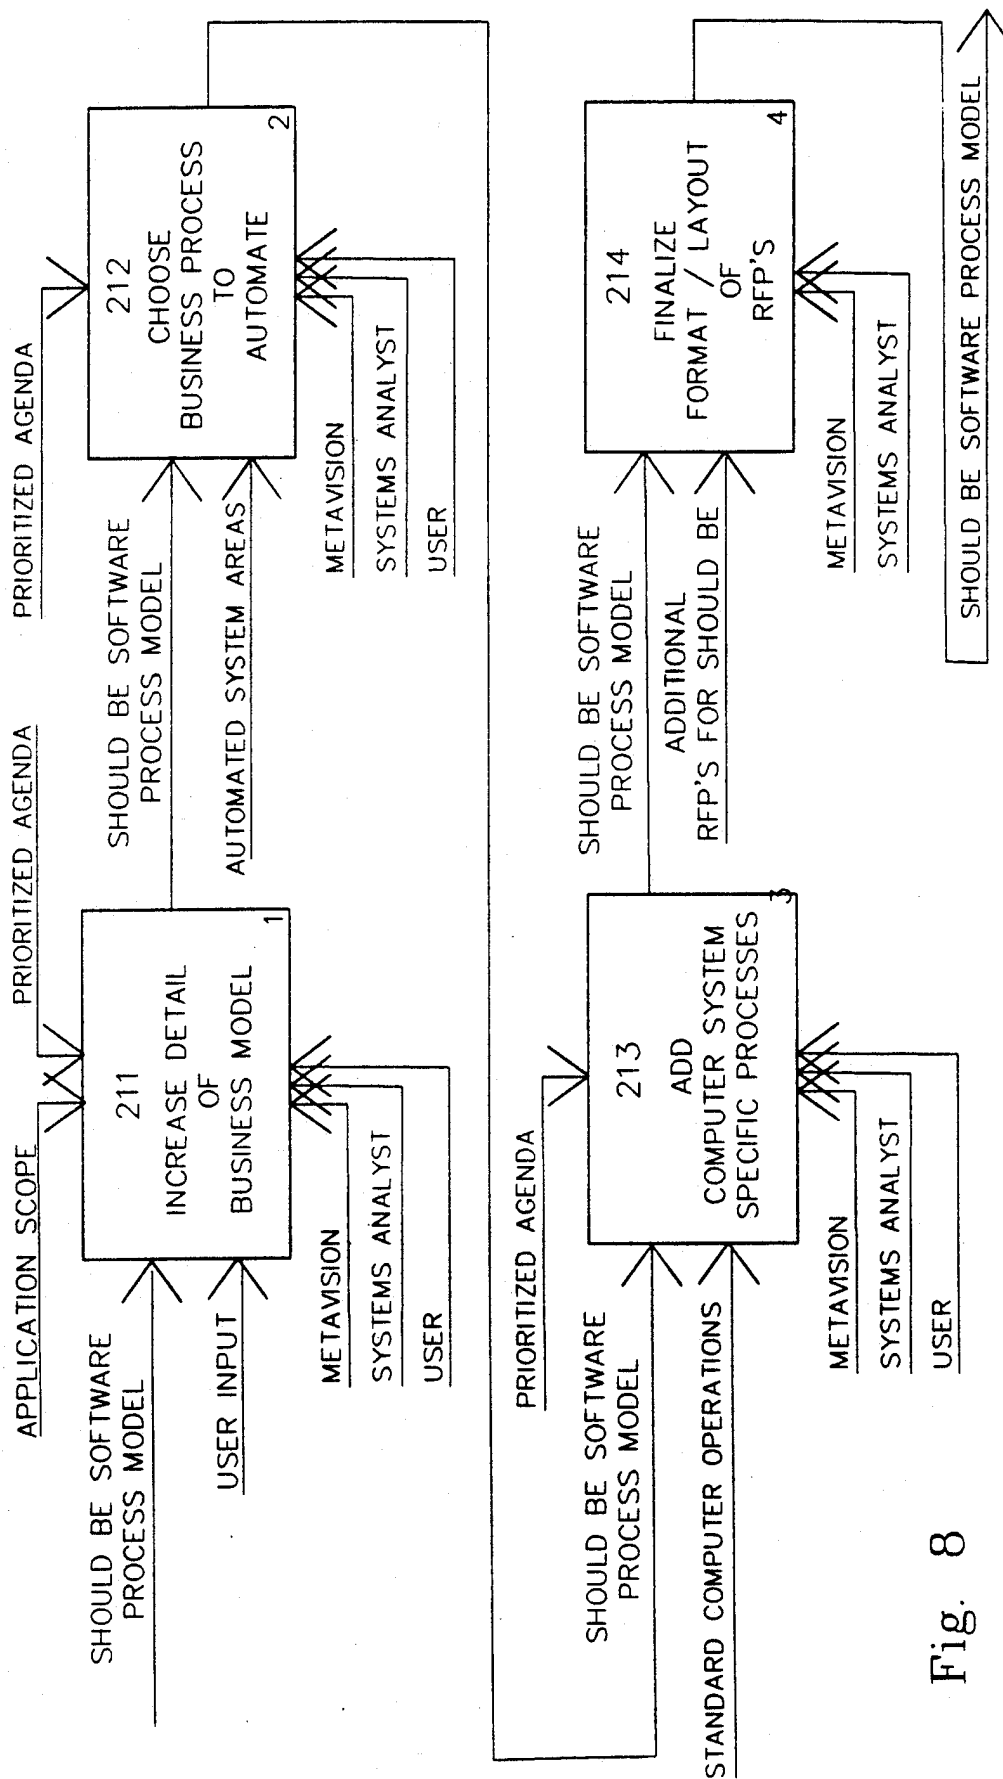 APPLICATION SCOPE
PRIORITIZED AGENDA
SHOULD BE SOFTWARE
PROCESS MODEL
USER INPUT
211
INCREASE DETAIL
OF
BUSINESS MODEL
1
METAVISION
SYSTEMS ANALYST
USER
PRIORITIZED AGENDA
SHOULD BE SOFTWARE
PROCESS MODEL
AUTOMATED SYSTEM AREAS
212
CHOOSE
BUSINESS PROCESS
TO
AUTOMATE
2
METAVISION
SYSTEMS ANALYST
USER
PRIORITIZED AGENDA
SHOULD BE SOFTWARE
PROCESS MODEL
STANDARD COMPUTER OPERATIONS
213
ADD
COMPUTER SYSTEM
SPECIFIC PROCESSES
3
METAVISION
SYSTEMS ANALYST
USER
SHOULD BE SOFTWARE
PROCESS MODEL
ADDITIONAL
RFP'S FOR SHOULD BE
214
FINALIZE
FORMAT / LAYOUT
OF
RFP'S
4
METAVISION
SYSTEMS ANALYST
SHOULD BE SOFTWARE PROCESS MODEL
Fig. 8